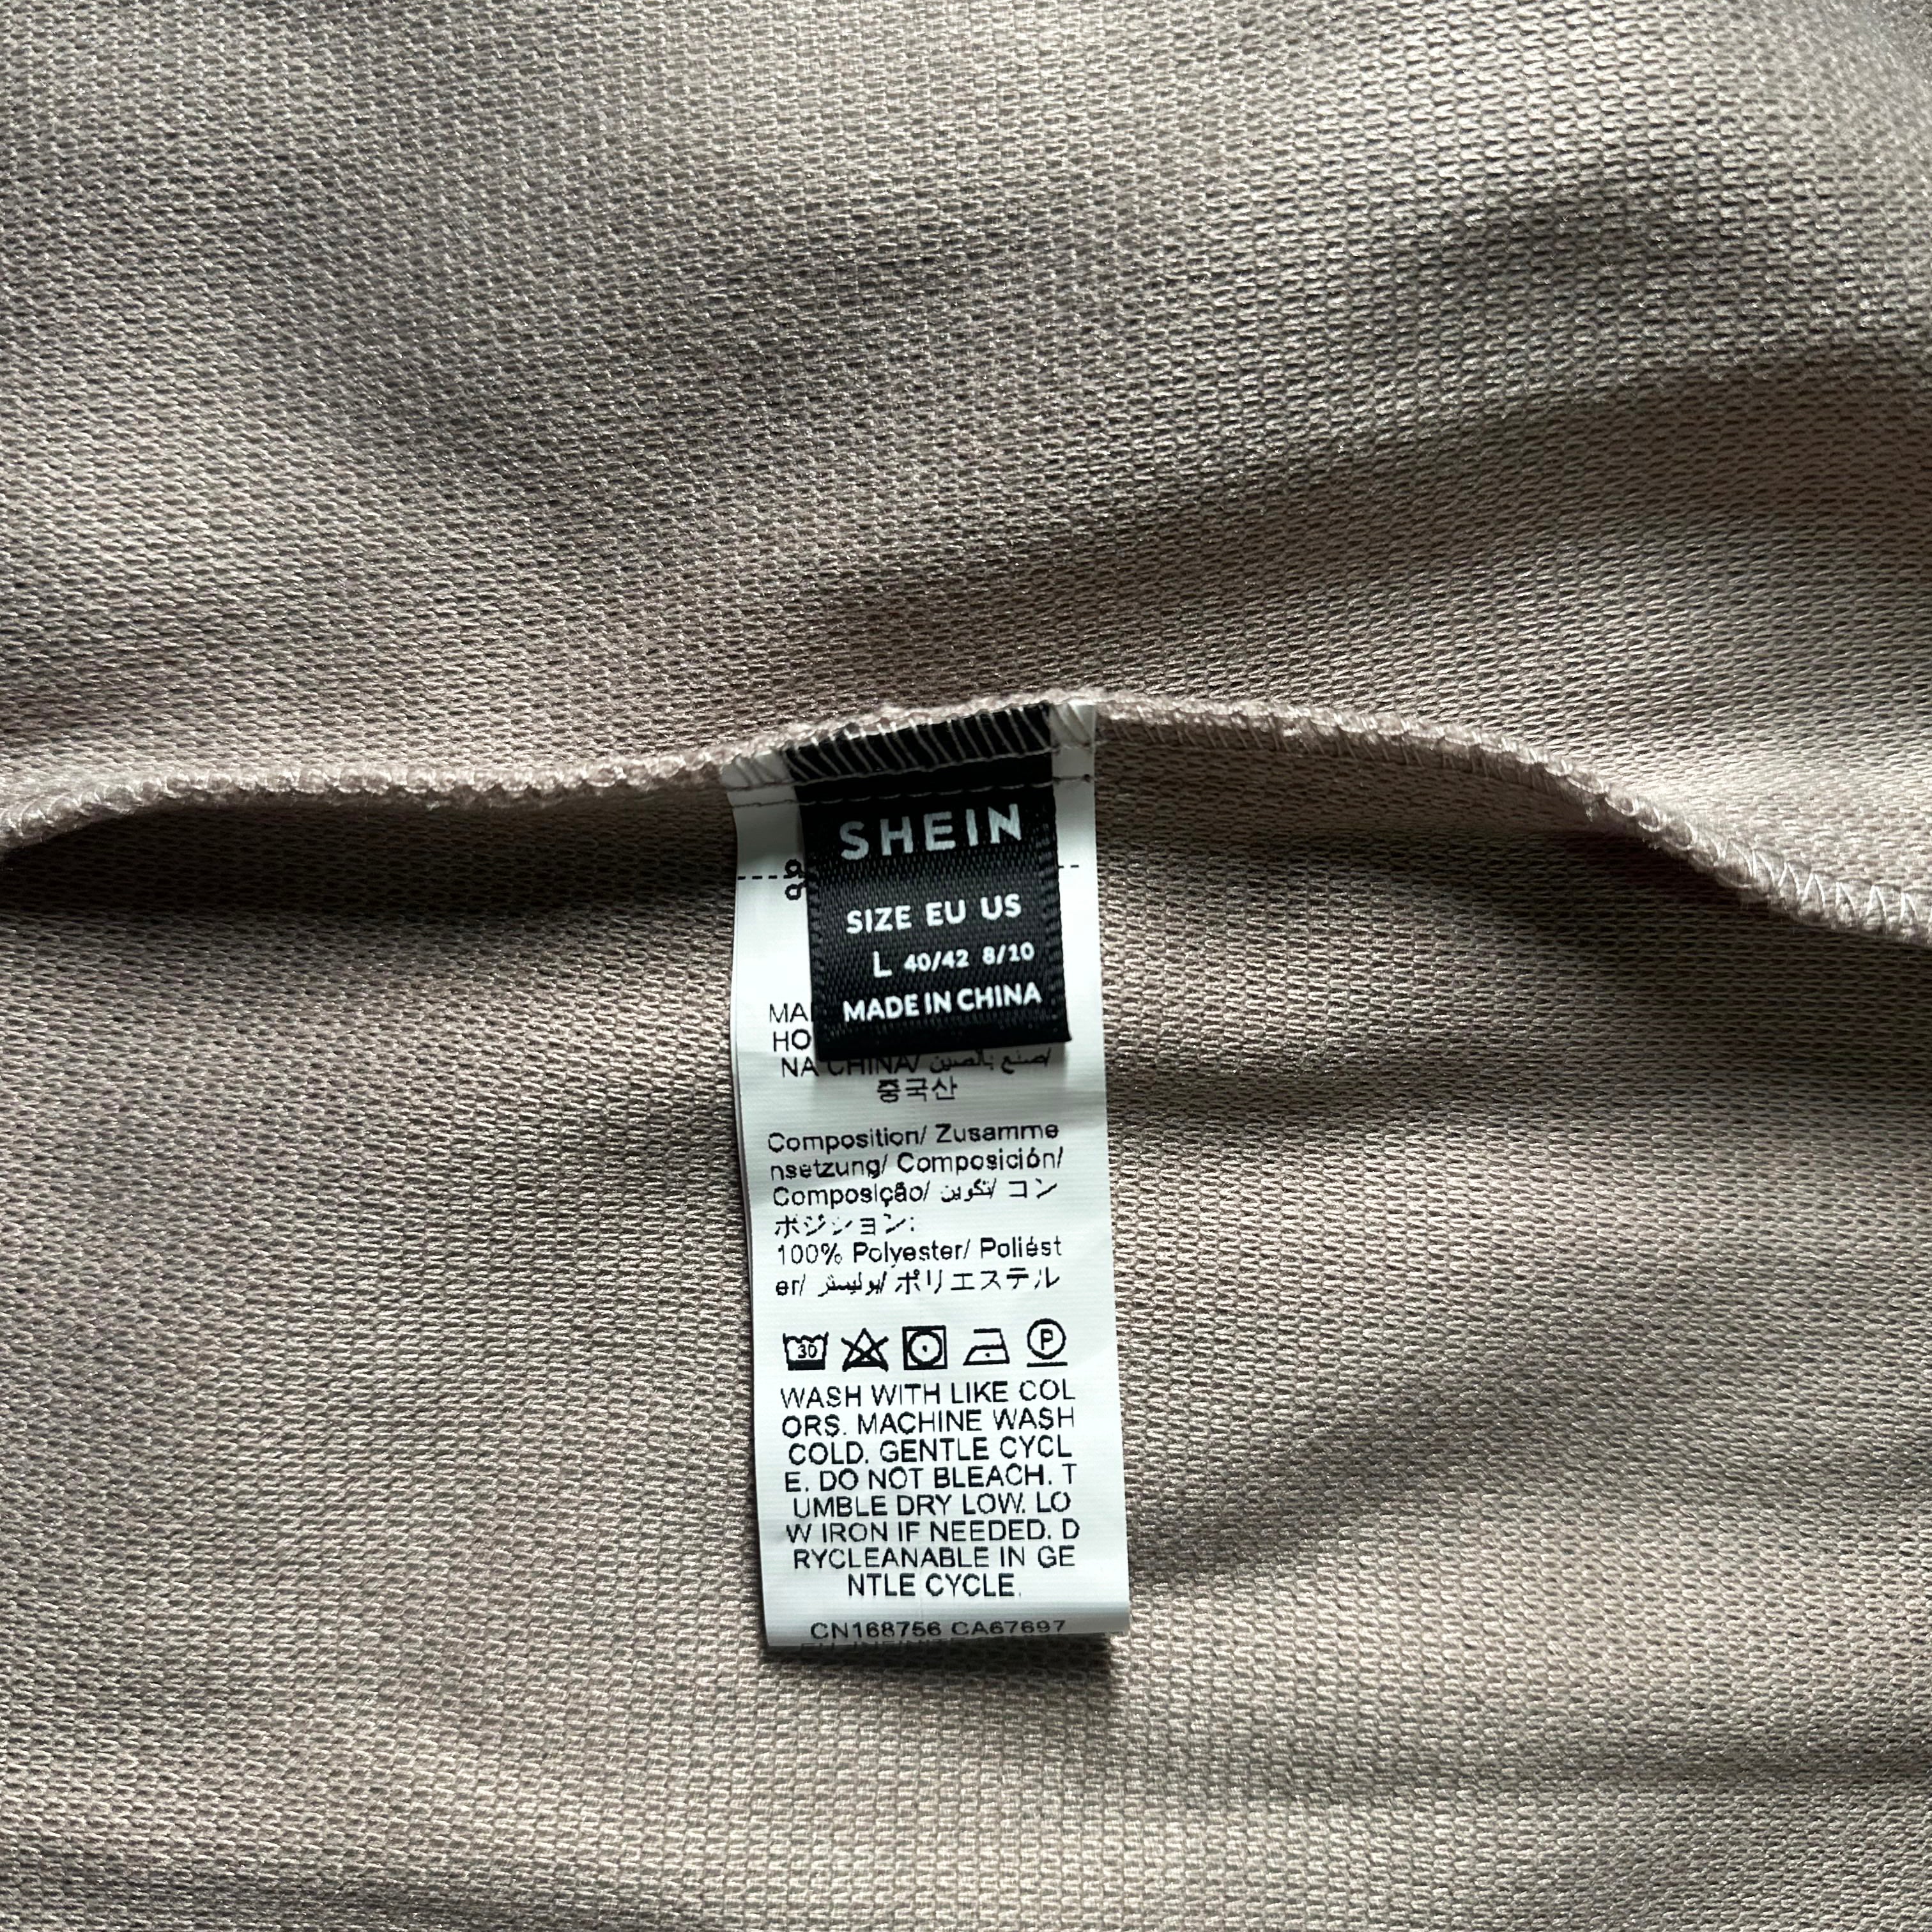 SHEIN
SIZE EU US
L 40/42 8/10
MADE IN CHINA
NA CHINA/ صنع بالصين/
중국산
Composition/ Zusamme
nsetzung/ Composición/
Composição/ تكوين/ コン
ポジション:
100% Polyester/ Poliést
er/ بوليستر/ ポリエステル
30 P
WASH WITH LIKE COL
ORS. MACHINE WASH
COLD. GENTLE CYCL
E. DO NOT BLEACH. T
UMBLE DRY LOW. LO
W IRON IF NEEDED. D
RYCLEANABLE IN GE
NTLE CYCLE.
CN168756 CA67697